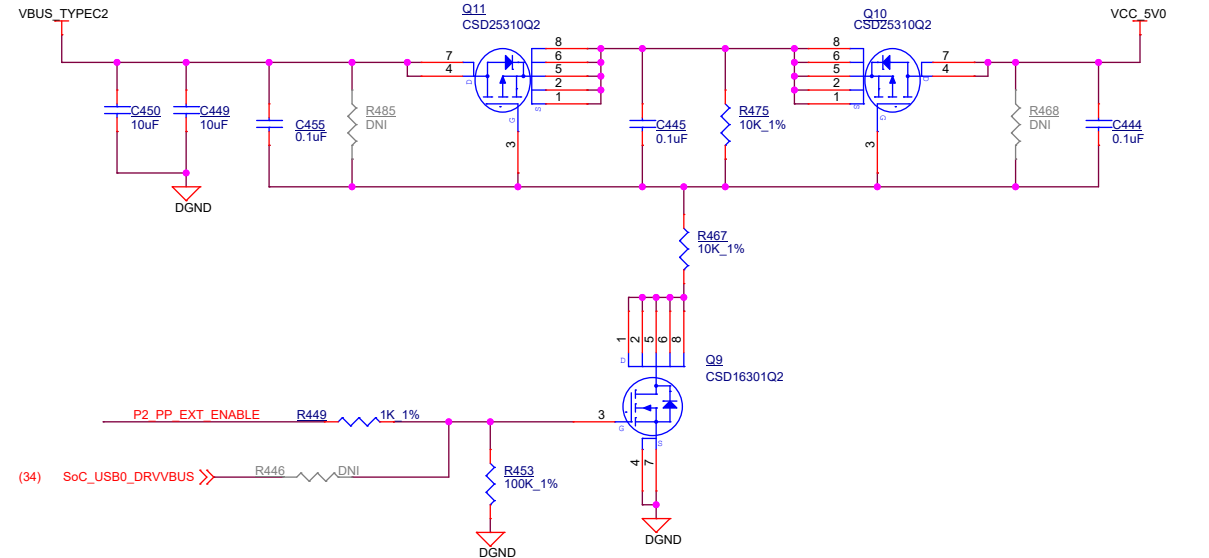 VBUS_TYPEC2
Q11
CSD25310Q2
Q10
CSD25310Q2
VCC_5V0
7
4
D
G
S
3
8
6
5
2
1
8
6
5
2
1
S
G
D
3
7
4
C450
10uF
C449
10uF
C455
0.1uF
R485
DNI
C445
0.1uF
R475
10K_1%
R468
DNI
C444
0.1uF
DGND
R467
10K_1%
1
2
5
6
8
D
Q9
CSD16301Q2
P2_PP_EXT_ENABLE
R449
1K_1%
3
G
S
4
7
(34)
SoC_USB0_DRVVBUS
R446
DNI
R453
100K_1%
DGND
DGND